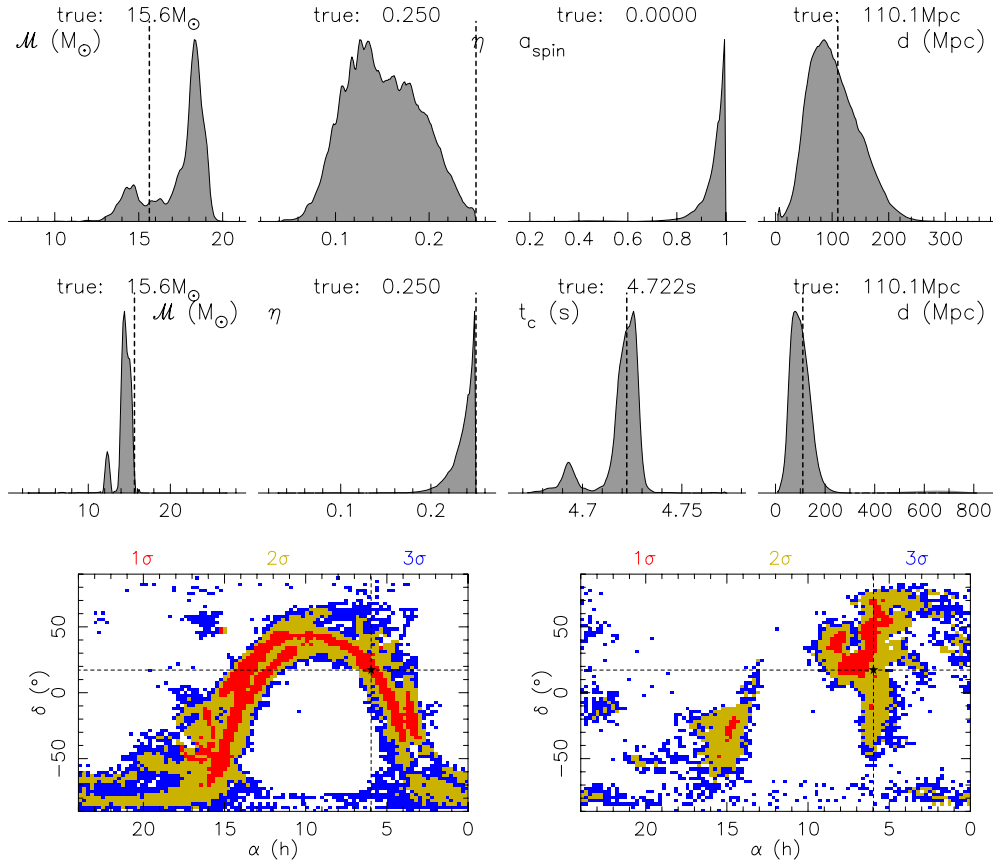 true: 15.6M⊙ true: 0.250 true: 0.0000 true: 110.1Mpc
ℳ (M⊙) η a_spin d (Mpc)
10 15 20 0.1 0.2 0.2 0.4 0.6 0.8 1 0 100 200 300
true: 15.6M⊙ true: 0.250 true: 4.722s true: 110.1Mpc
ℳ (M⊙) η t_c (s) d (Mpc)
10 20 0.1 0.2 4.7 4.75 0 200 400 600 800
1σ 2σ 3σ 1σ 2σ 3σ
50 0 −50
δ (°)
20 15 10 5 0
α (h)
50 0 −50
δ (°)
20 15 10 5 0
α (h)